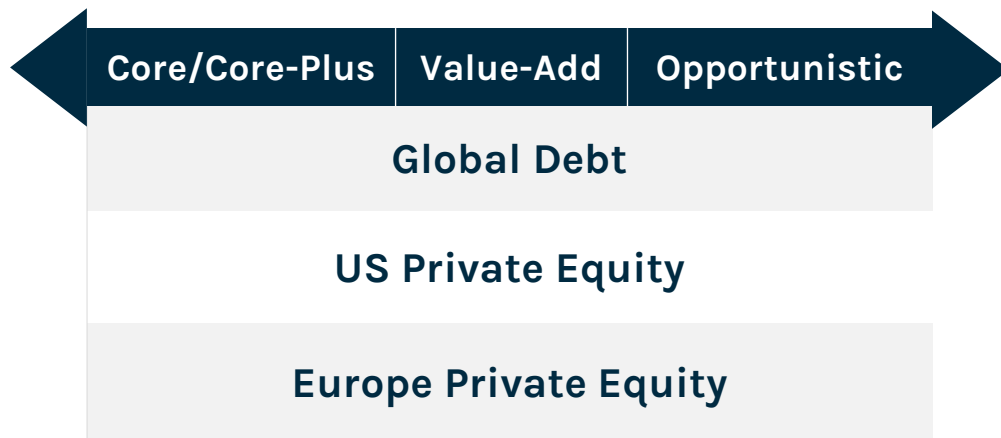 Core/Core-Plus Value-Add Opportunistic
Global Debt
US Private Equity
Europe Private Equity